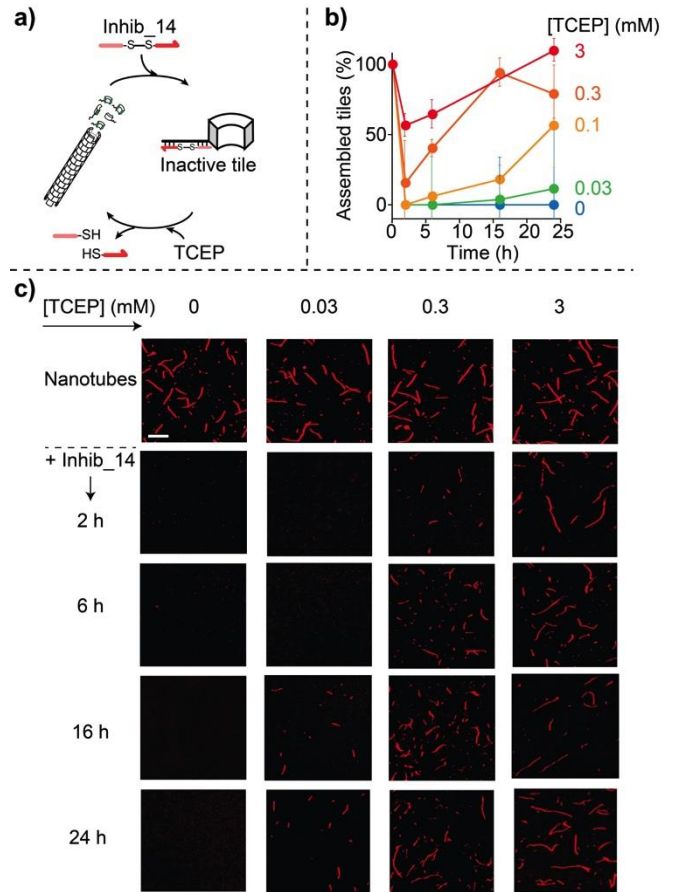 a)
Inhib_14
S—S
Inactive tile
S—S
SH
HS
TCEP
b)
[TCEP] (mM)
Assembled tiles (%)
100
50
0
0 5 10 15 20 25
Time (h)
3
0.3
0.1
0.03
0
c)
[TCEP] (mM) 0 0.03 0.3 3
Nanotubes
+ Inhib_14
2 h
6 h
16 h
24 h